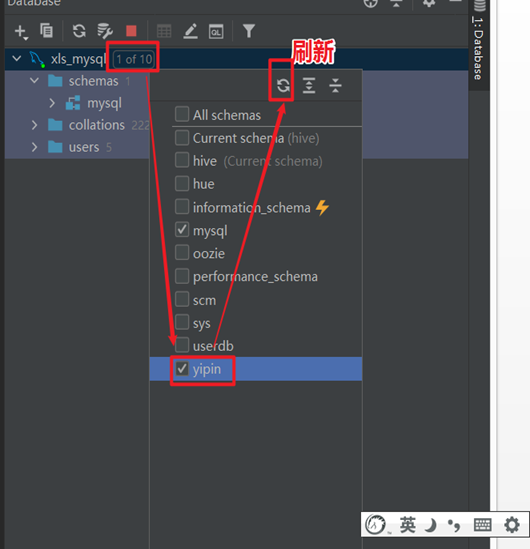 Database
刷新
xls_mysql 1 of 10
schemas 1
mysql
collations 222
users 5
All schemas
Current schema (hive)
hive (Current schema)
hue
information_schema
mysql
oozie
performance_schema
scm
sys
userdb
yipin
1: Database
英